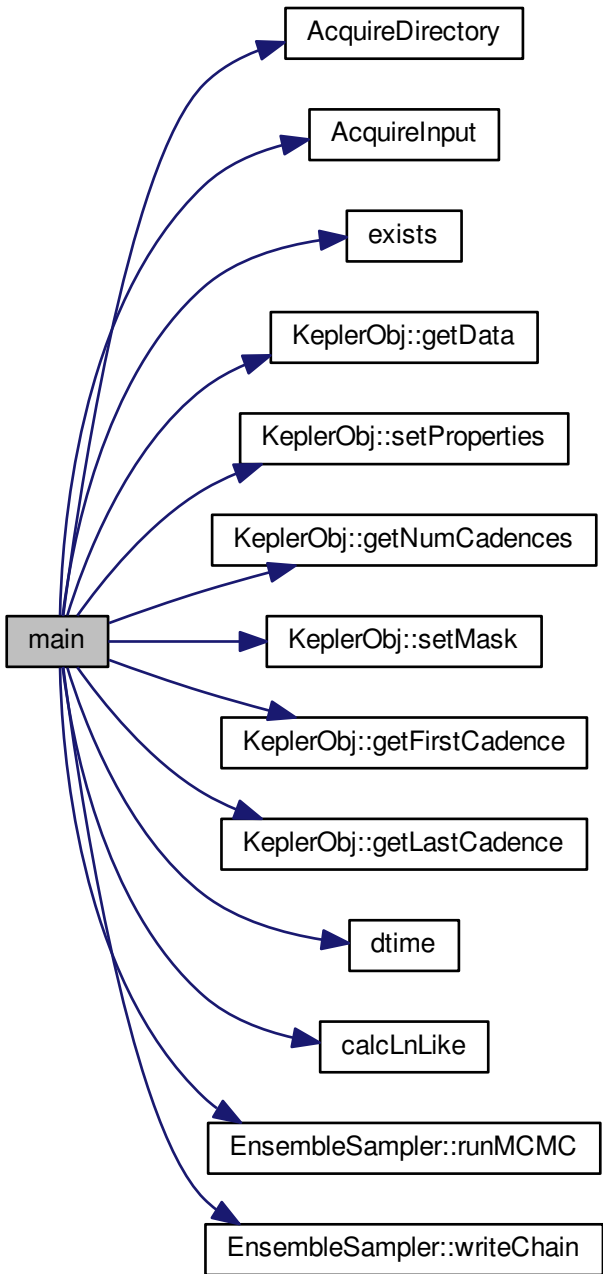 AcquireDirectory
AcquireInput
exists
KeplerObj::getData
KeplerObj::setProperties
KeplerObj::getNumCadences
main
KeplerObj::setMask
KeplerObj::getFirstCadence
KeplerObj::getLastCadence
dtime
calcLnLike
EnsembleSampler::runMCMC
EnsembleSampler::writeChain